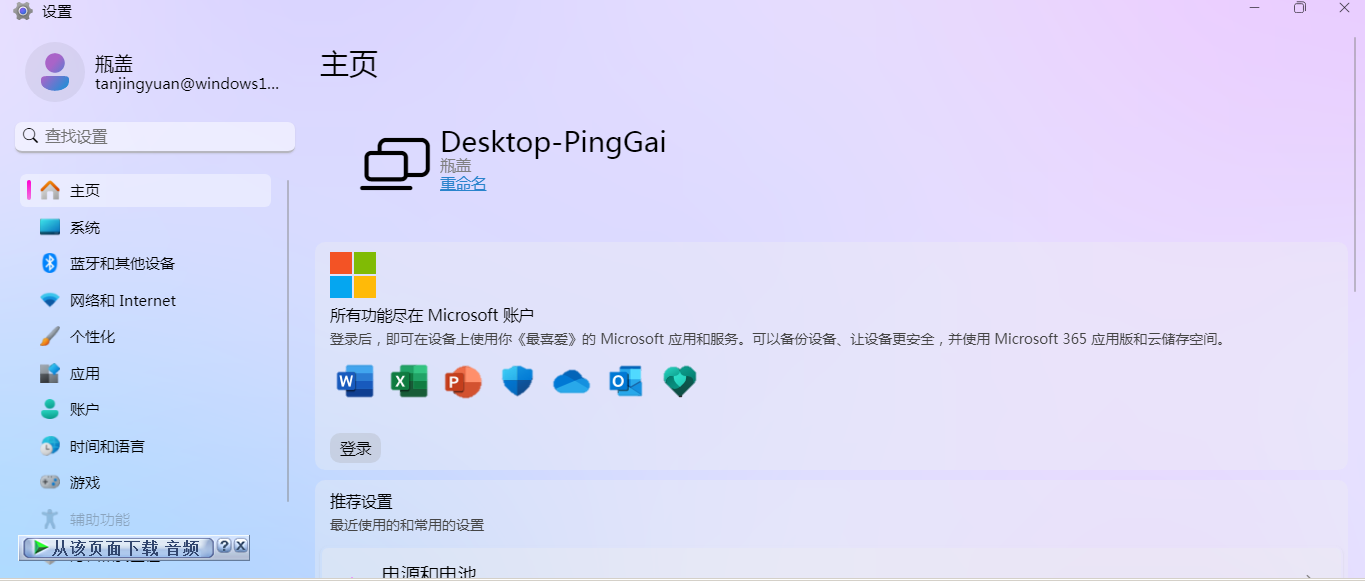 设置
瓶盖
tanjingyuan@windows1...
查找设置
主页
系统
蓝牙和其他设备
网络和 Internet
个性化
应用
账户
时间和语言
游戏
辅助功能
从该页面下载 音频
主页
Desktop-PingGai
瓶盖
重命名
所有功能尽在 Microsoft 账户
登录后，即可在设备上使用你《最喜爱》的 Microsoft 应用和服务。可以备份设备、让设备更安全，并使用 Microsoft 365 应用版和云储存空间。
W X P O
登录
推荐设置
最近使用的和常用的设置
电源和电池